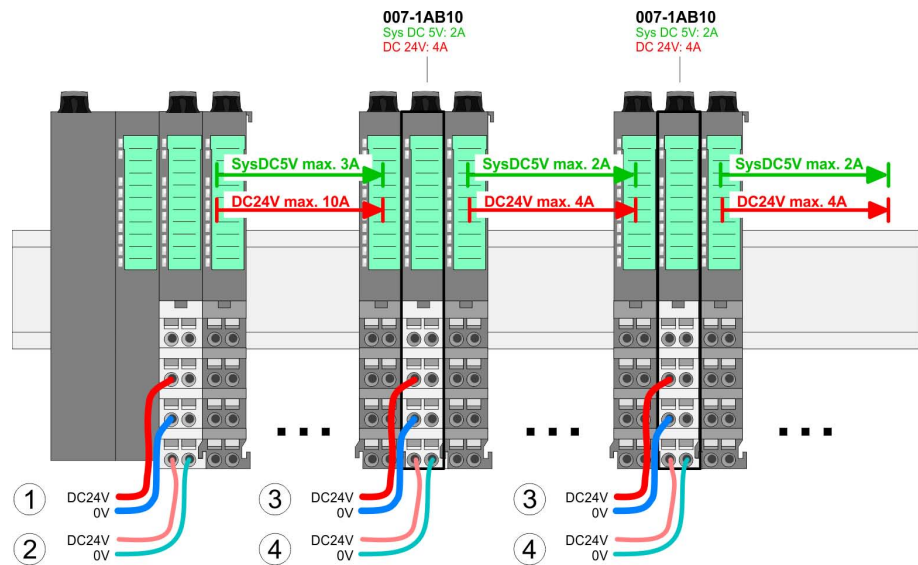 007-1AB10
Sys DC 5V: 2A
DC 24V: 4A
007-1AB10
Sys DC 5V: 2A
DC 24V: 4A
SysDC5V max. 3A
SysDC5V max. 2A
SysDC5V max. 2A
DC24V max. 10A
DC24V max. 4A
DC24V max. 4A
1
DC24V
0V
3
DC24V
0V
3
DC24V
0V
2
DC24V
0V
4
DC24V
0V
4
DC24V
0V